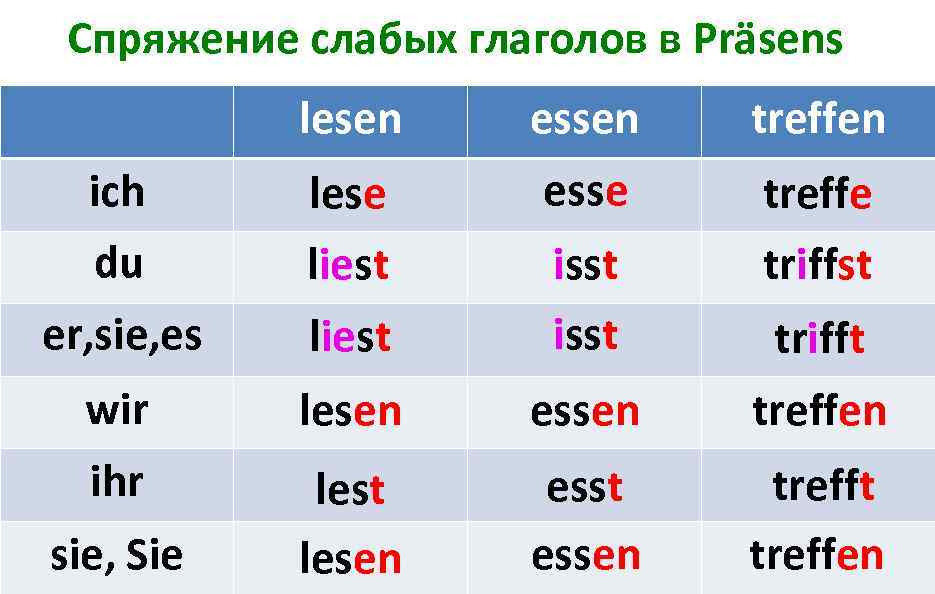 Спряжение слабых глаголов в Präsens
lesen essen treffen
ich lese esse treffe
du liest isst triffst
er,sie,es liest isst trifft
wir lesen essen treffen
ihr lest esst trefft
sie, Sie lesen essen treffen